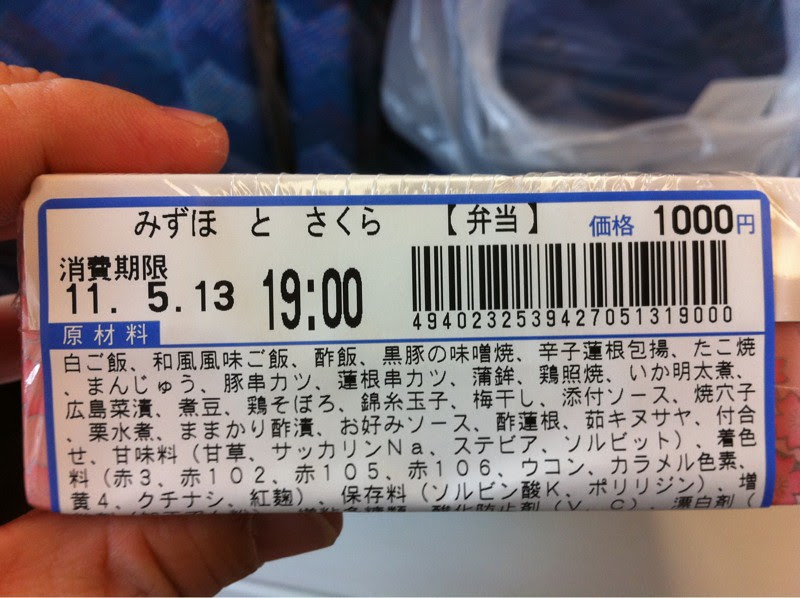 みずほ と さくら 【弁当】 価格 1000円
消費期限
11. 5.13 19:00
4940232539427051319000
原材料
白ご飯、和風風味ご飯、酢飯、黒豚の味噌焼、辛子蓮根包揚、たこ焼
、まんじゅう、豚串カツ、蓮根串カツ、蒲鉾、鶏照焼、いか明太煮、
広島菜漬、煮豆、鶏そぼろ、錦糸玉子、梅干し、添付ソース、焼穴子
、栗水煮、ままかり酢漬、お好みソース、酢蓮根、茹キヌサヤ、付合
せ、甘味料（甘草、サッカリンNa、ステビア、ソルビット）、着色
料（赤3、赤102、赤105、赤106、ウコン、カラメル色素、
黄4、クチナシ、紅麹）、保存料（ソルビン酸K、ポリリジン）、増
酸化防止剤（V．C）、漂白剤（